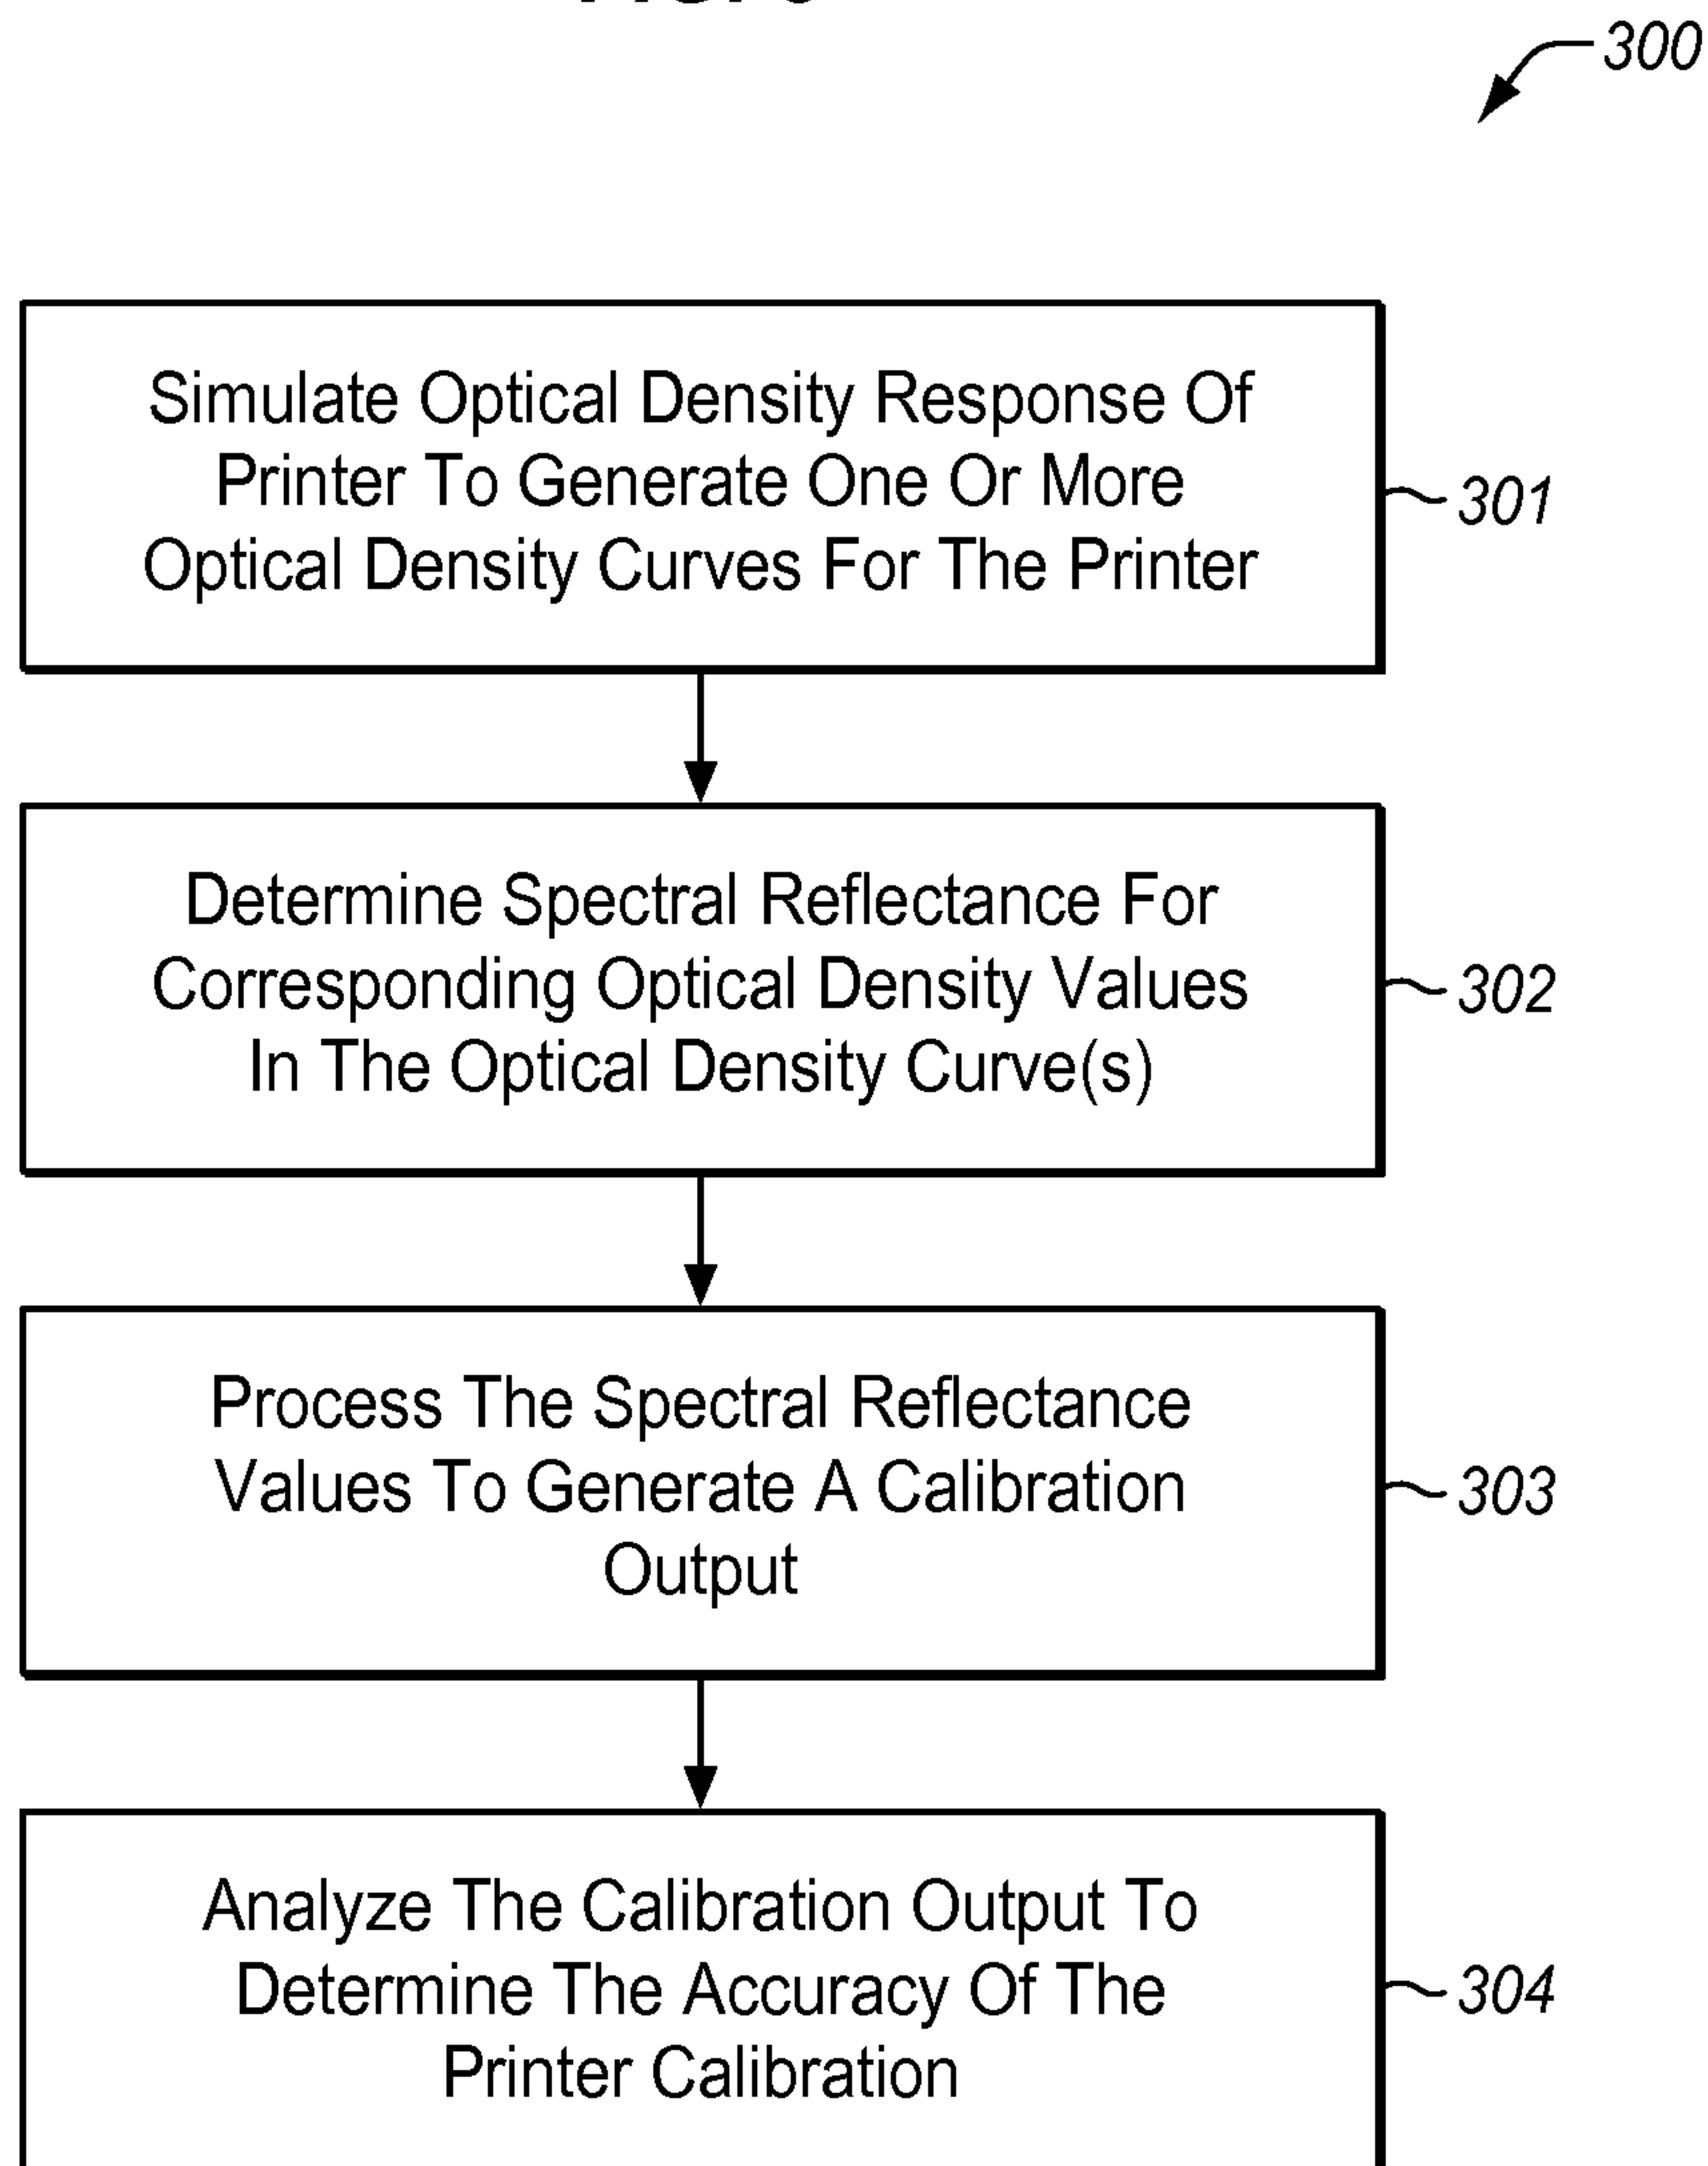 300
Simulate Optical Density Response Of
Printer To Generate One Or More
Optical Density Curves For The Printer
301
Determine Spectral Reflectance For
Corresponding Optical Density Values
In The Optical Density Curve(s)
302
Process The Spectral Reflectance
Values To Generate A Calibration
Output
303
Analyze The Calibration Output To
Determine The Accuracy Of The
Printer Calibration
304